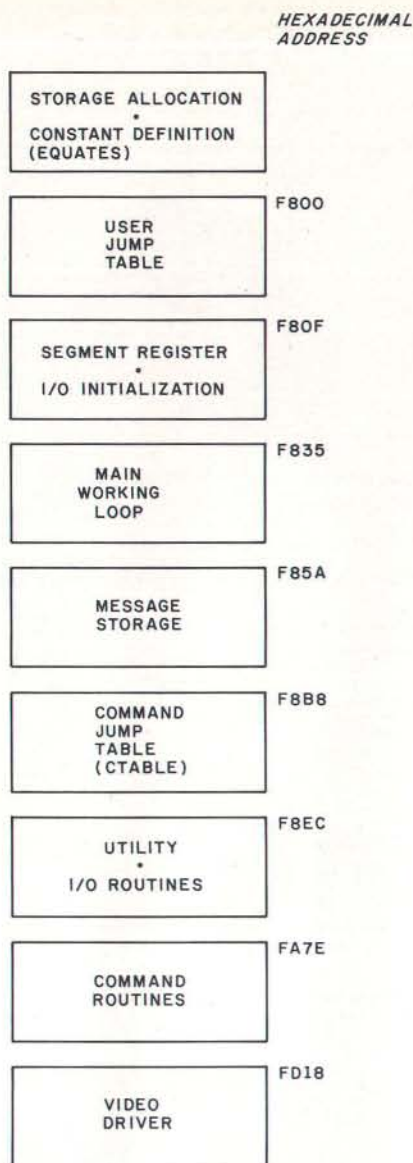 HEXADECIMAL
ADDRESS
STORAGE ALLOCATION
•
CONSTANT DEFINITION
(EQUATES)
F800
USER
JUMP
TABLE
F80F
SEGMENT REGISTER
•
I/O INITIALIZATION
F835
MAIN
WORKING
LOOP
F85A
MESSAGE
STORAGE
F8B8
COMMAND
JUMP
TABLE
(CTABLE)
F8EC
UTILITY
•
I/O ROUTINES
FA7E
COMMAND
ROUTINES
FD18
VIDEO
DRIVER